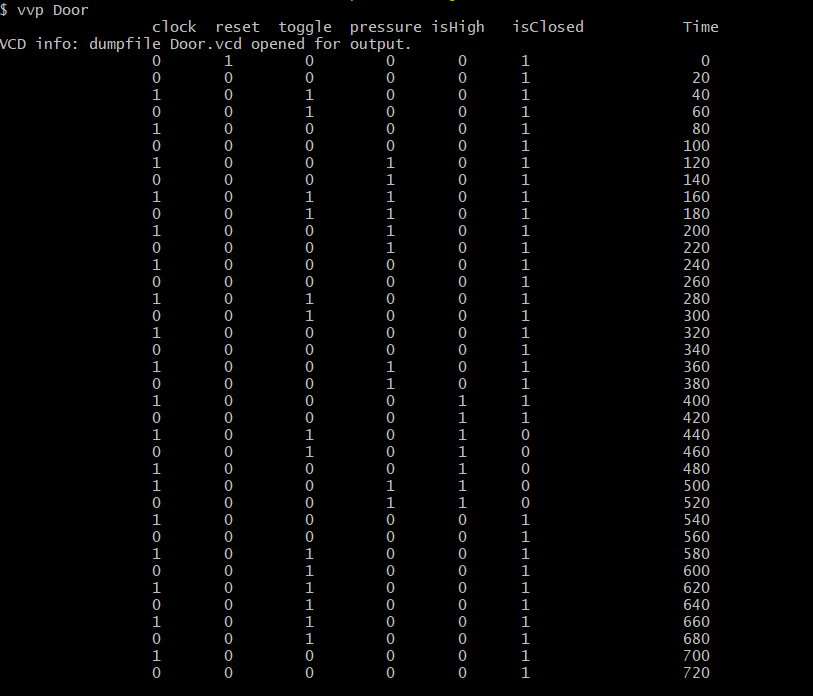 $ vvp Door
clock reset toggle pressure isHigh isClosed Time
VCD info: dumpfile Door.vcd opened for output.
0 1 0 0 0 1 0
0 0 0 0 0 1 20
1 0 1 0 0 1 40
0 0 1 0 0 1 60
1 0 0 0 0 1 80
0 0 0 0 0 1 100
1 0 0 1 0 1 120
0 0 0 1 0 1 140
1 0 1 1 0 1 160
0 0 1 1 0 1 180
1 0 0 1 0 1 200
0 0 0 1 0 1 220
1 0 0 0 0 1 240
0 0 0 0 0 1 260
1 0 1 0 0 1 280
0 0 1 0 0 1 300
1 0 0 0 0 1 320
0 0 0 0 0 1 340
1 0 0 1 0 1 360
0 0 0 1 0 1 380
1 0 0 0 1 1 400
0 0 0 0 1 1 420
1 0 1 0 1 0 440
0 0 1 0 1 0 460
1 0 0 0 1 0 480
1 0 0 1 1 0 500
0 0 0 1 1 0 520
1 0 0 0 0 1 540
0 0 0 0 0 1 560
1 0 1 0 0 1 580
0 0 1 0 0 1 600
1 0 1 0 0 1 620
0 0 1 0 0 1 640
1 0 1 0 0 1 660
0 0 1 0 0 1 680
1 0 0 0 0 1 700
0 0 0 0 0 1 720